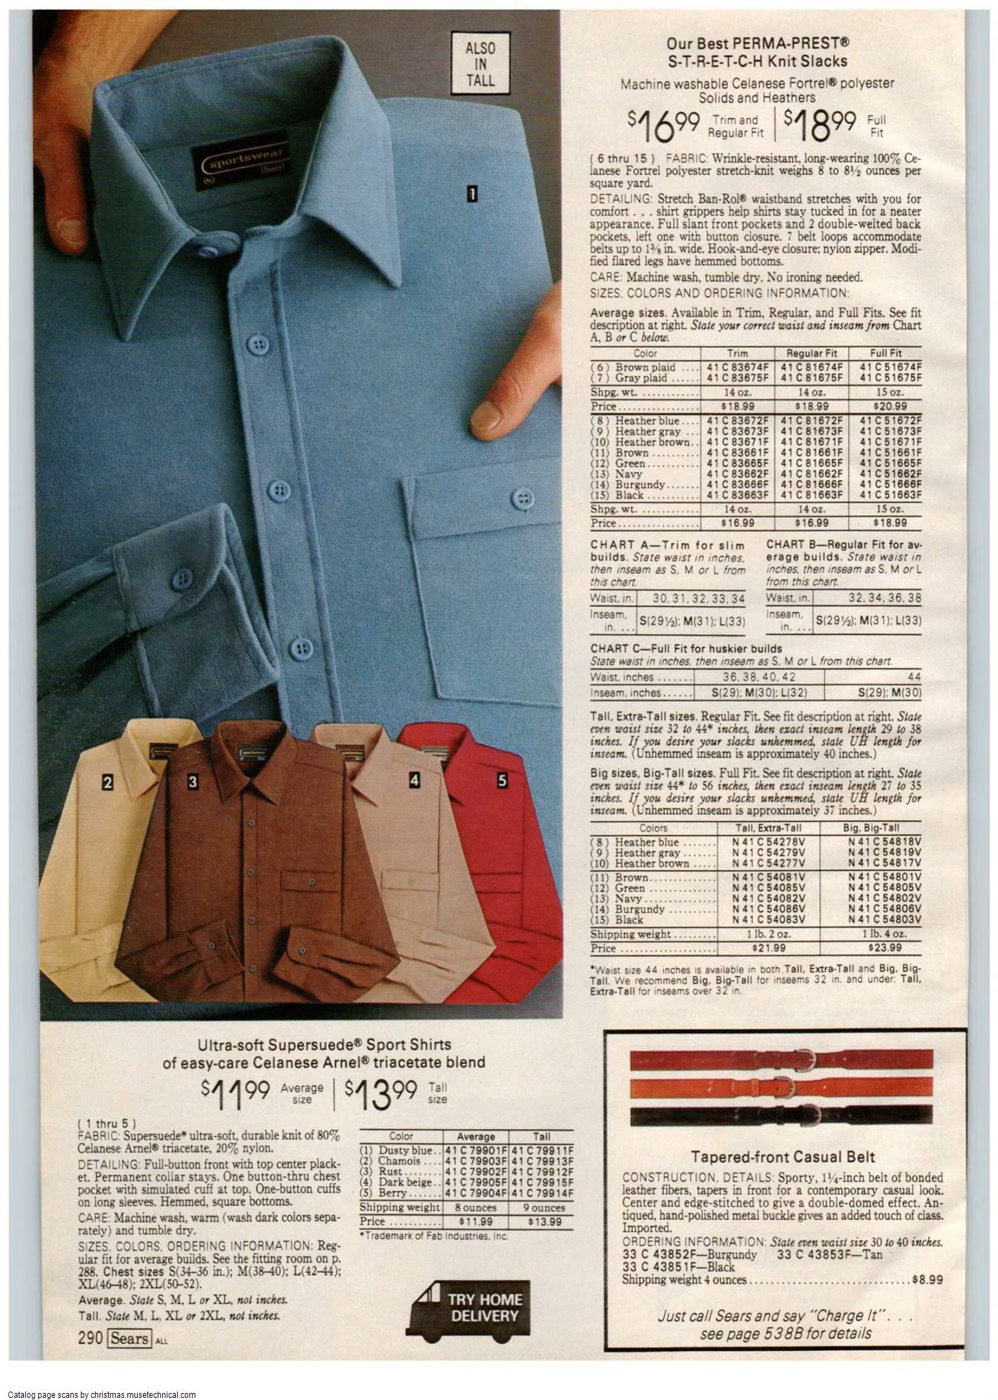 ALSO
IN
TALL
sportswear
Sears
1
2
3
4
5
Ultra-soft Supersuede® Sport Shirts
of easy-care Celanese Arnel® triacetate blend
$11.99 Average size | $13.99 Tall size
( 1 thru 5 )
FABRIC: Supersuede* ultra-soft, durable knit of 80%
Celanese Arnel® triacetate, 20% nylon.
DETAILING: Full-button front with top center plack-
et. Permanent collar stays. One button-thru chest
pocket with simulated cuff at top. One-button cuffs
on long sleeves. Hemmed, square bottoms.
CARE: Machine wash, warm (wash dark colors sepa-
rately) and tumble dry.
SIZES, COLORS, ORDERING INFORMATION: Reg-
ular fit for average builds. See the fitting room on p.
288. Chest sizes S(34-36 in.); M(38-40); L(42-44);
XL(46-48); 2XL(50-52).
Average. State S, M, L or XL, not inches.
Tall. State M, L, XL or 2XL, not inches.
290 Sears ALL
Color Average Tall
(1) Dusty blue.. 41 C 79901F 41 C 79911F
(2) Chamois .... 41 C 79903F 41 C 79913F
(3) Rust........ 41 C 79902F 41 C 79912F
(4) Dark beige.. 41 C 79905F 41 C 79915F
(5) Berry....... 41 C 79904F 41 C 79914F
Shipping weight 8 ounces 9 ounces
Price .......... $11.99 $13.99
*Trademark of Fab Industries, Inc.
TRY HOME
DELIVERY
Our Best PERMA-PREST®
S-T-R-E-T-C-H Knit Slacks
Machine washable Celanese Fortrel® polyester
Solids and Heathers
$16.99 Trim and Regular Fit | $18.99 Full Fit
( 6 thru 15 ) FABRIC: Wrinkle-resistant, long-wearing 100% Ce-
lanese Fortrel polyester stretch-knit weighs 8 to 8½ ounces per
square yard.
DETAILING: Stretch Ban-Rol® waistband stretches with you for
comfort . . . shirt grippers help shirts stay tucked in for a neater
appearance. Full slant front pockets and 2 double-welted back
pockets, left one with button closure. 7 belt loops accommodate
belts up to in. wide. Hook-and-eye closure; nylon zipper. Modi-
fied flared legs have hemmed bottoms.
CARE: Machine wash, tumble dry. No ironing needed.
SIZES, COLORS AND ORDERING INFORMATION:
Average sizes. Available in Trim, Regular, and Full Fits. See fit
description at right. State your correct waist and inseam from Chart
A, B or C below.
Color Trim Regular Fit Full Fit
(6) Brown plaid .... 41 C 83674F 41 C 81674F 41 C 51674F
(7) Gray plaid ...... 41 C 83675F 41 C 81675F 41 C 51675F
Shpg. wt. ............ 14 oz. 14 oz. 15 oz.
Price................. $18.99 $18.99 $20.99
(8) Heather blue.... 41 C 83672F 41 C 81672F 41 C 51672F
(9) Heather gray ... 41 C 83673F 41 C 81673F 41 C 51673F
(10) Heather brown.. 41 C 83671F 41 C 81671F 41 C 51671F
(11) Brown .......... 41 C 83661F 41 C 81661F 41 C 51661F
(12) Green........... 41 C 83665F 41 C 81665F 41 C 51665F
(13) Navy 41 C 83662F 41 C 81662F 41 C 51662F
(14) Burgundy....... 41 C 83666F 41 C 81666F 41 C 51666F
(15) Black ........... 41 C 83663F 41 C 81663F 41 C 51663F
Shpg. wt. ............ 14 oz. 14 oz. 15 oz.
Price................. $16.99 $16.99 $18.99
CHART A—Trim for slim
builds. State waist in inches,
then inseam as S, M or L from
this chart.
Waist, in. 30, 31, 32, 33, 34
Inseam, in. .... S(29½); M(31); L(33)
CHART B—Regular Fit for av-
erage builds. State waist in
inches, then inseam as S, M or L
from this chart.
Waist, in. 32, 34, 36, 38
Inseam, in. .... S(29½); M(31); L(33)
CHART C—Full Fit for huskier builds
State waist in inches, then inseam as S, M or L from this chart.
Waist, inches ....... 36, 38, 40, 42 44
Inseam, inches...... S(29); M(30); L(32) S(29); M(30)
Tall, Extra-Tall sizes. Regular Fit. See fit description at right. State
even waist size 32 to 44* inches, then exact inseam length 29 to 38
inches. If you desire your slacks unhemmed, state UH length for
inseam. (Unhemmed inseam is approximately 40 inches.)
Big sizes, Big-Tall sizes. Full Fit. See fit description at right. State
even waist size 44* to 56 inches, then exact inseam length 27 to 35
inches. If you desire your slacks unhemmed, state UH length for
inseam. (Unhemmed inseam is approximately 37 inches.)
Colors Tall, Extra-Tall Big, Big-Tall
(8) Heather blue ....... N 41 C 54278V N 41 C 54818V
(9) Heather gray ....... N 41 C 54279V N 41 C 54819V
(10) Heather brown ..... N 41 C 54277V N 41 C 54817V
(11) Brown.............. N 41 C 54081V N 41 C 54801V
(12) Green .............. N 41 C 54085V N 41 C 54805V
(13) Navy............... N 41 C 54082V N 41 C 54802V
(14) Burgundy .......... N 41 C 54086V N 41 C 54806V
(15) Black N 41 C 54083V N 41 C 54803V
Shipping weight ......... 1 lb. 2 oz. 1 lb. 4 oz.
Price .................... $21.99 $23.99
*Waist size 44 inches is available in both Tall, Extra-Tall and Big, Big-
Tall. We recommend Big, Big-Tall for inseams 32 in. and under: Tall,
Extra-Tall for inseams over 32 in.
Tapered-front Casual Belt
CONSTRUCTION, DETAILS: Sporty, 1¼-inch belt of bonded
leather fibers, tapers in front for a contemporary casual look.
Center and edge-stitched to give a double-domed effect. An-
tiqued, hand-polished metal buckle gives an added touch of class.
Imported.
ORDERING INFORMATION: State even waist size 30 to 40 inches.
33 C 43852F—Burgundy 33 C 43853F—Tan
33 C 43851F—Black
Shipping weight 4 ounces.........................$8.99
Just call Sears and say "Charge It". . .
see page 538B for details
Catalog page scans by christmas.musetechnical.com